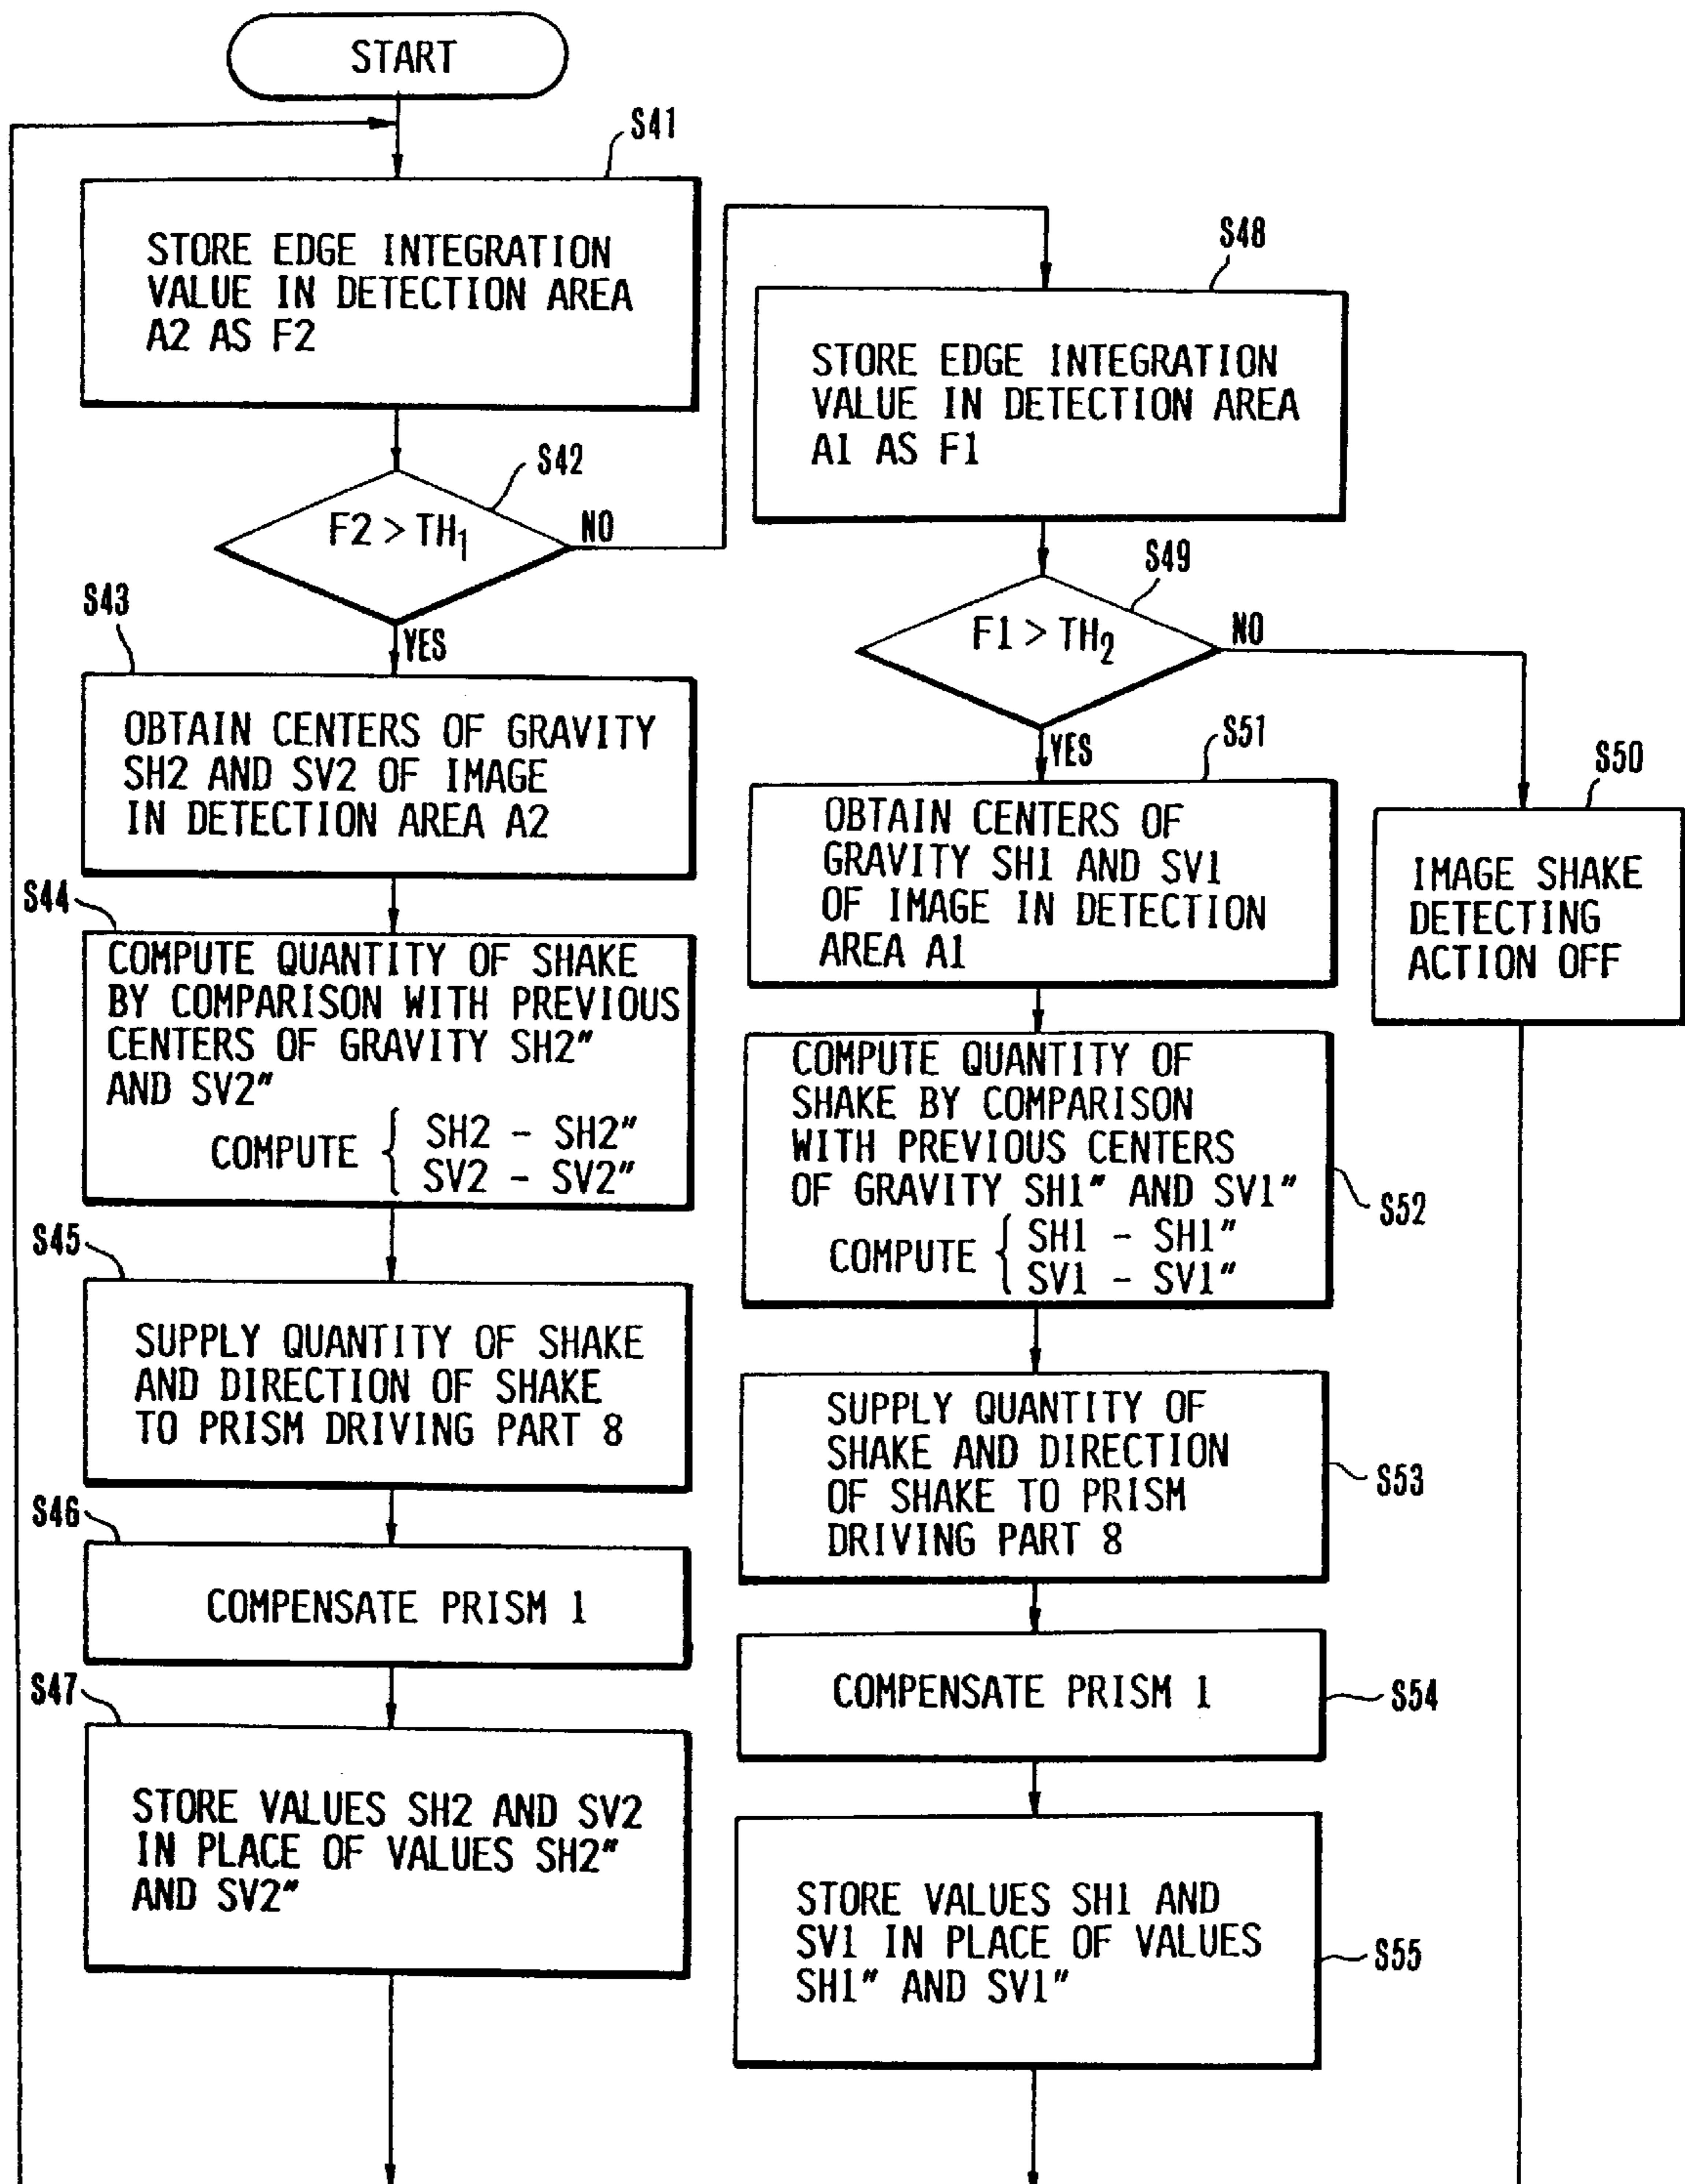 START
S41
STORE EDGE INTEGRATION
VALUE IN DETECTION AREA
A2 AS F2
S42
F2 > TH₁
NO
YES
S43
OBTAIN CENTERS OF GRAVITY
SH2 AND SV2 OF IMAGE
IN DETECTION AREA A2
S44
COMPUTE QUANTITY OF SHAKE
BY COMPARISON WITH PREVIOUS
CENTERS OF GRAVITY SH2″
AND SV2″
COMPUTE { SH2 - SH2″
SV2 - SV2″
S45
SUPPLY QUANTITY OF SHAKE
AND DIRECTION OF SHAKE
TO PRISM DRIVING PART 8
S46
COMPENSATE PRISM 1
S47
STORE VALUES SH2 AND SV2
IN PLACE OF VALUES SH2″
AND SV2″
S48
STORE EDGE INTEGRATION
VALUE IN DETECTION AREA
A1 AS F1
S49
F1 > TH₂
NO
YES
S50
IMAGE SHAKE
DETECTING
ACTION OFF
S51
OBTAIN CENTERS OF
GRAVITY SH1 AND SV1
OF IMAGE IN DETECTION
AREA A1
COMPUTE QUANTITY OF
SHAKE BY COMPARISON
WITH PREVIOUS CENTERS
OF GRAVITY SH1″ AND SV1″
COMPUTE { SH1 - SH1″
SV1 - SV1″
S52
SUPPLY QUANTITY OF
SHAKE AND DIRECTION
OF SHAKE TO PRISM
DRIVING PART 8
S53
COMPENSATE PRISM 1
S54
STORE VALUES SH1 AND
SV1 IN PLACE OF VALUES
SH1″ AND SV1″
S55